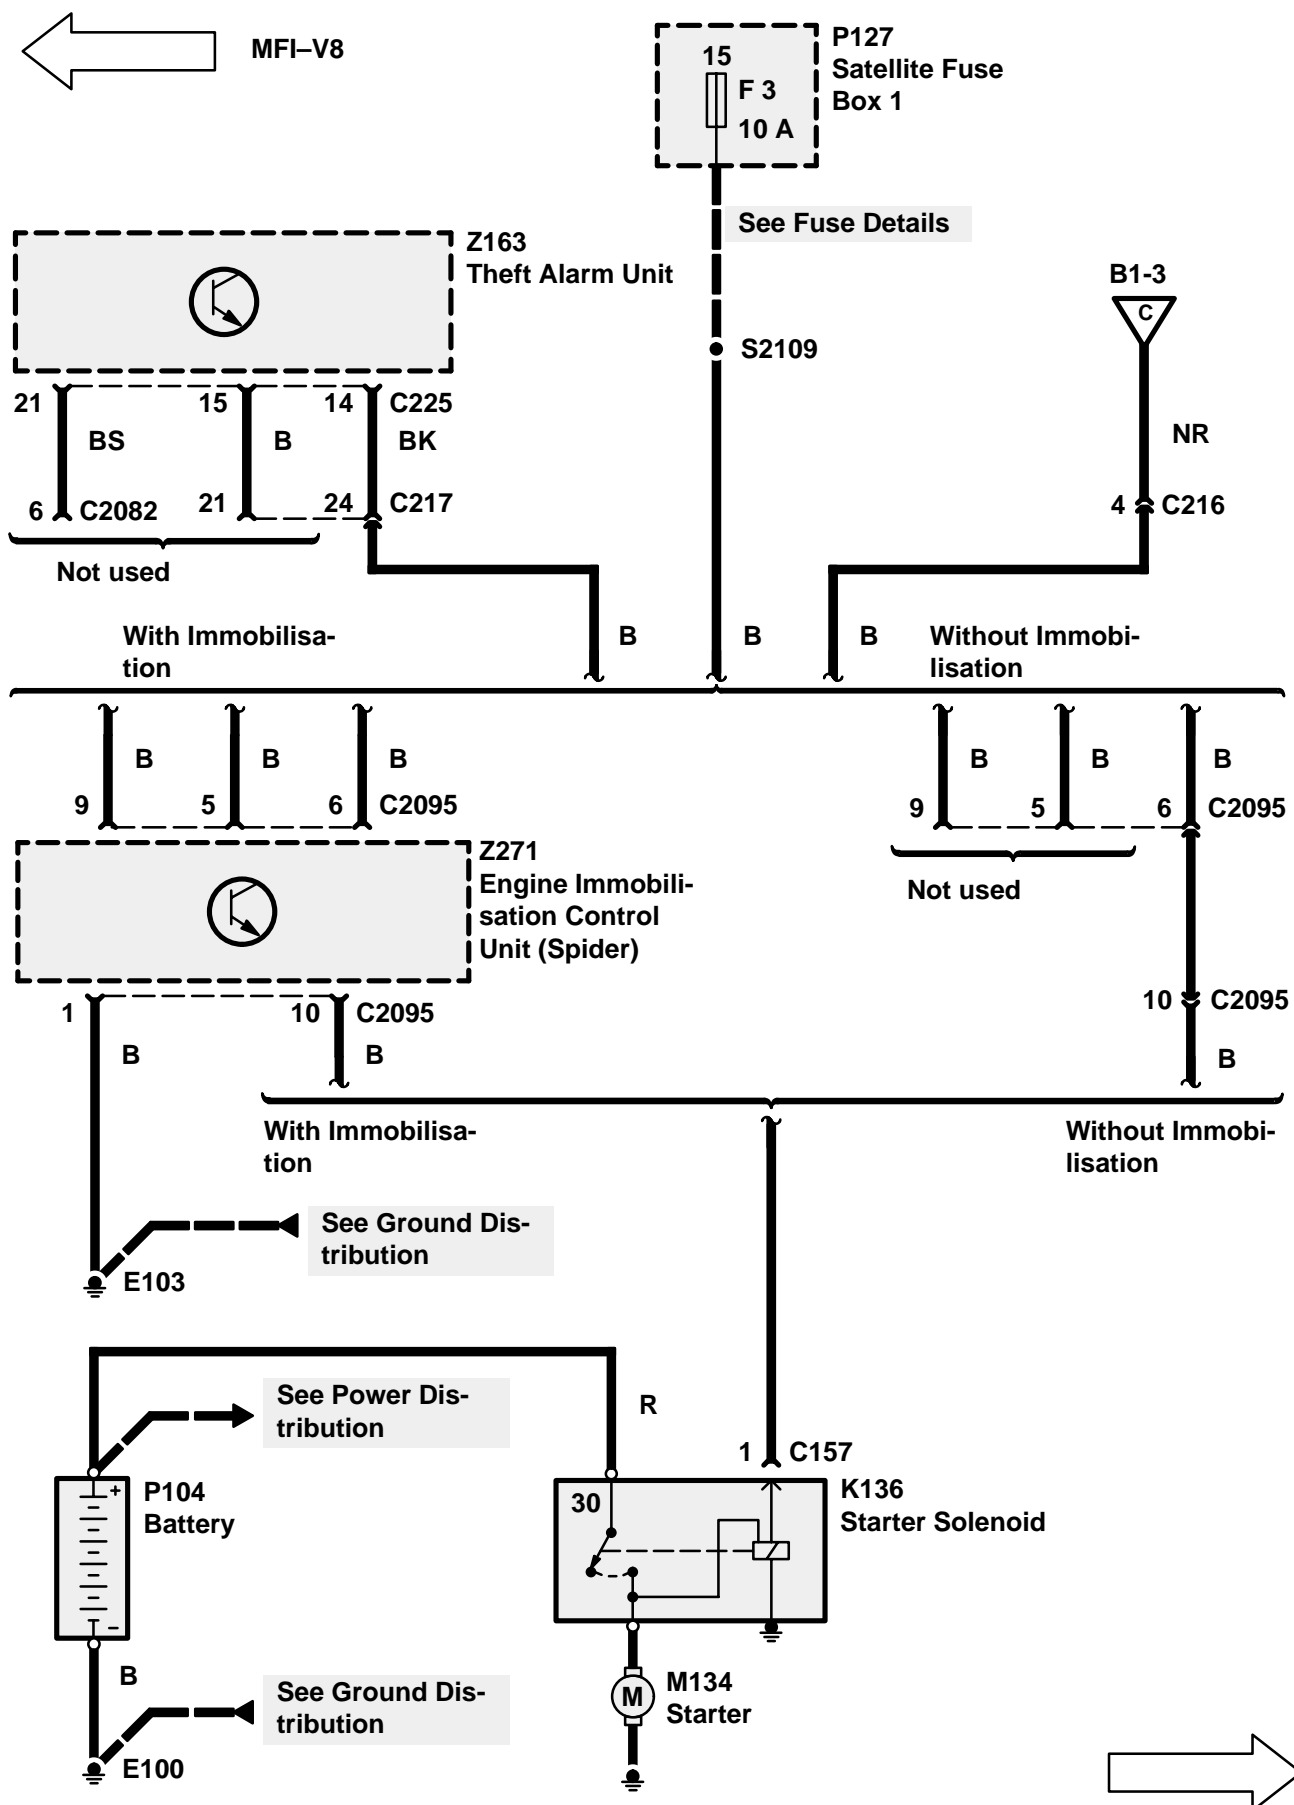 MFI–V8
P127
Satellite Fuse
Box 1
15
F 3
10 A
See Fuse Details
Z163
Theft Alarm Unit
B1-3
C
S2109
21
15
14
C225
BS
B
BK
NR
6
C2082
21
24
C217
4
C216
Not used
With Immobilisa-
tion
B
B
B
Without Immobi-
lisation
B
B
B
B
B
B
9
5
6
C2095
9
5
6
C2095
Z271
Engine Immobili-
sation Control
Unit (Spider)
Not used
1
10
C2095
10
C2095
B
B
B
With Immobilisa-
tion
Without Immobi-
lisation
See Ground Dis-
tribution
E103
See Power Dis-
tribution
R
1
C157
P104
Battery
+
–
30
K136
Starter Solenoid
B
See Ground Dis-
tribution
M
M134
Starter
E100